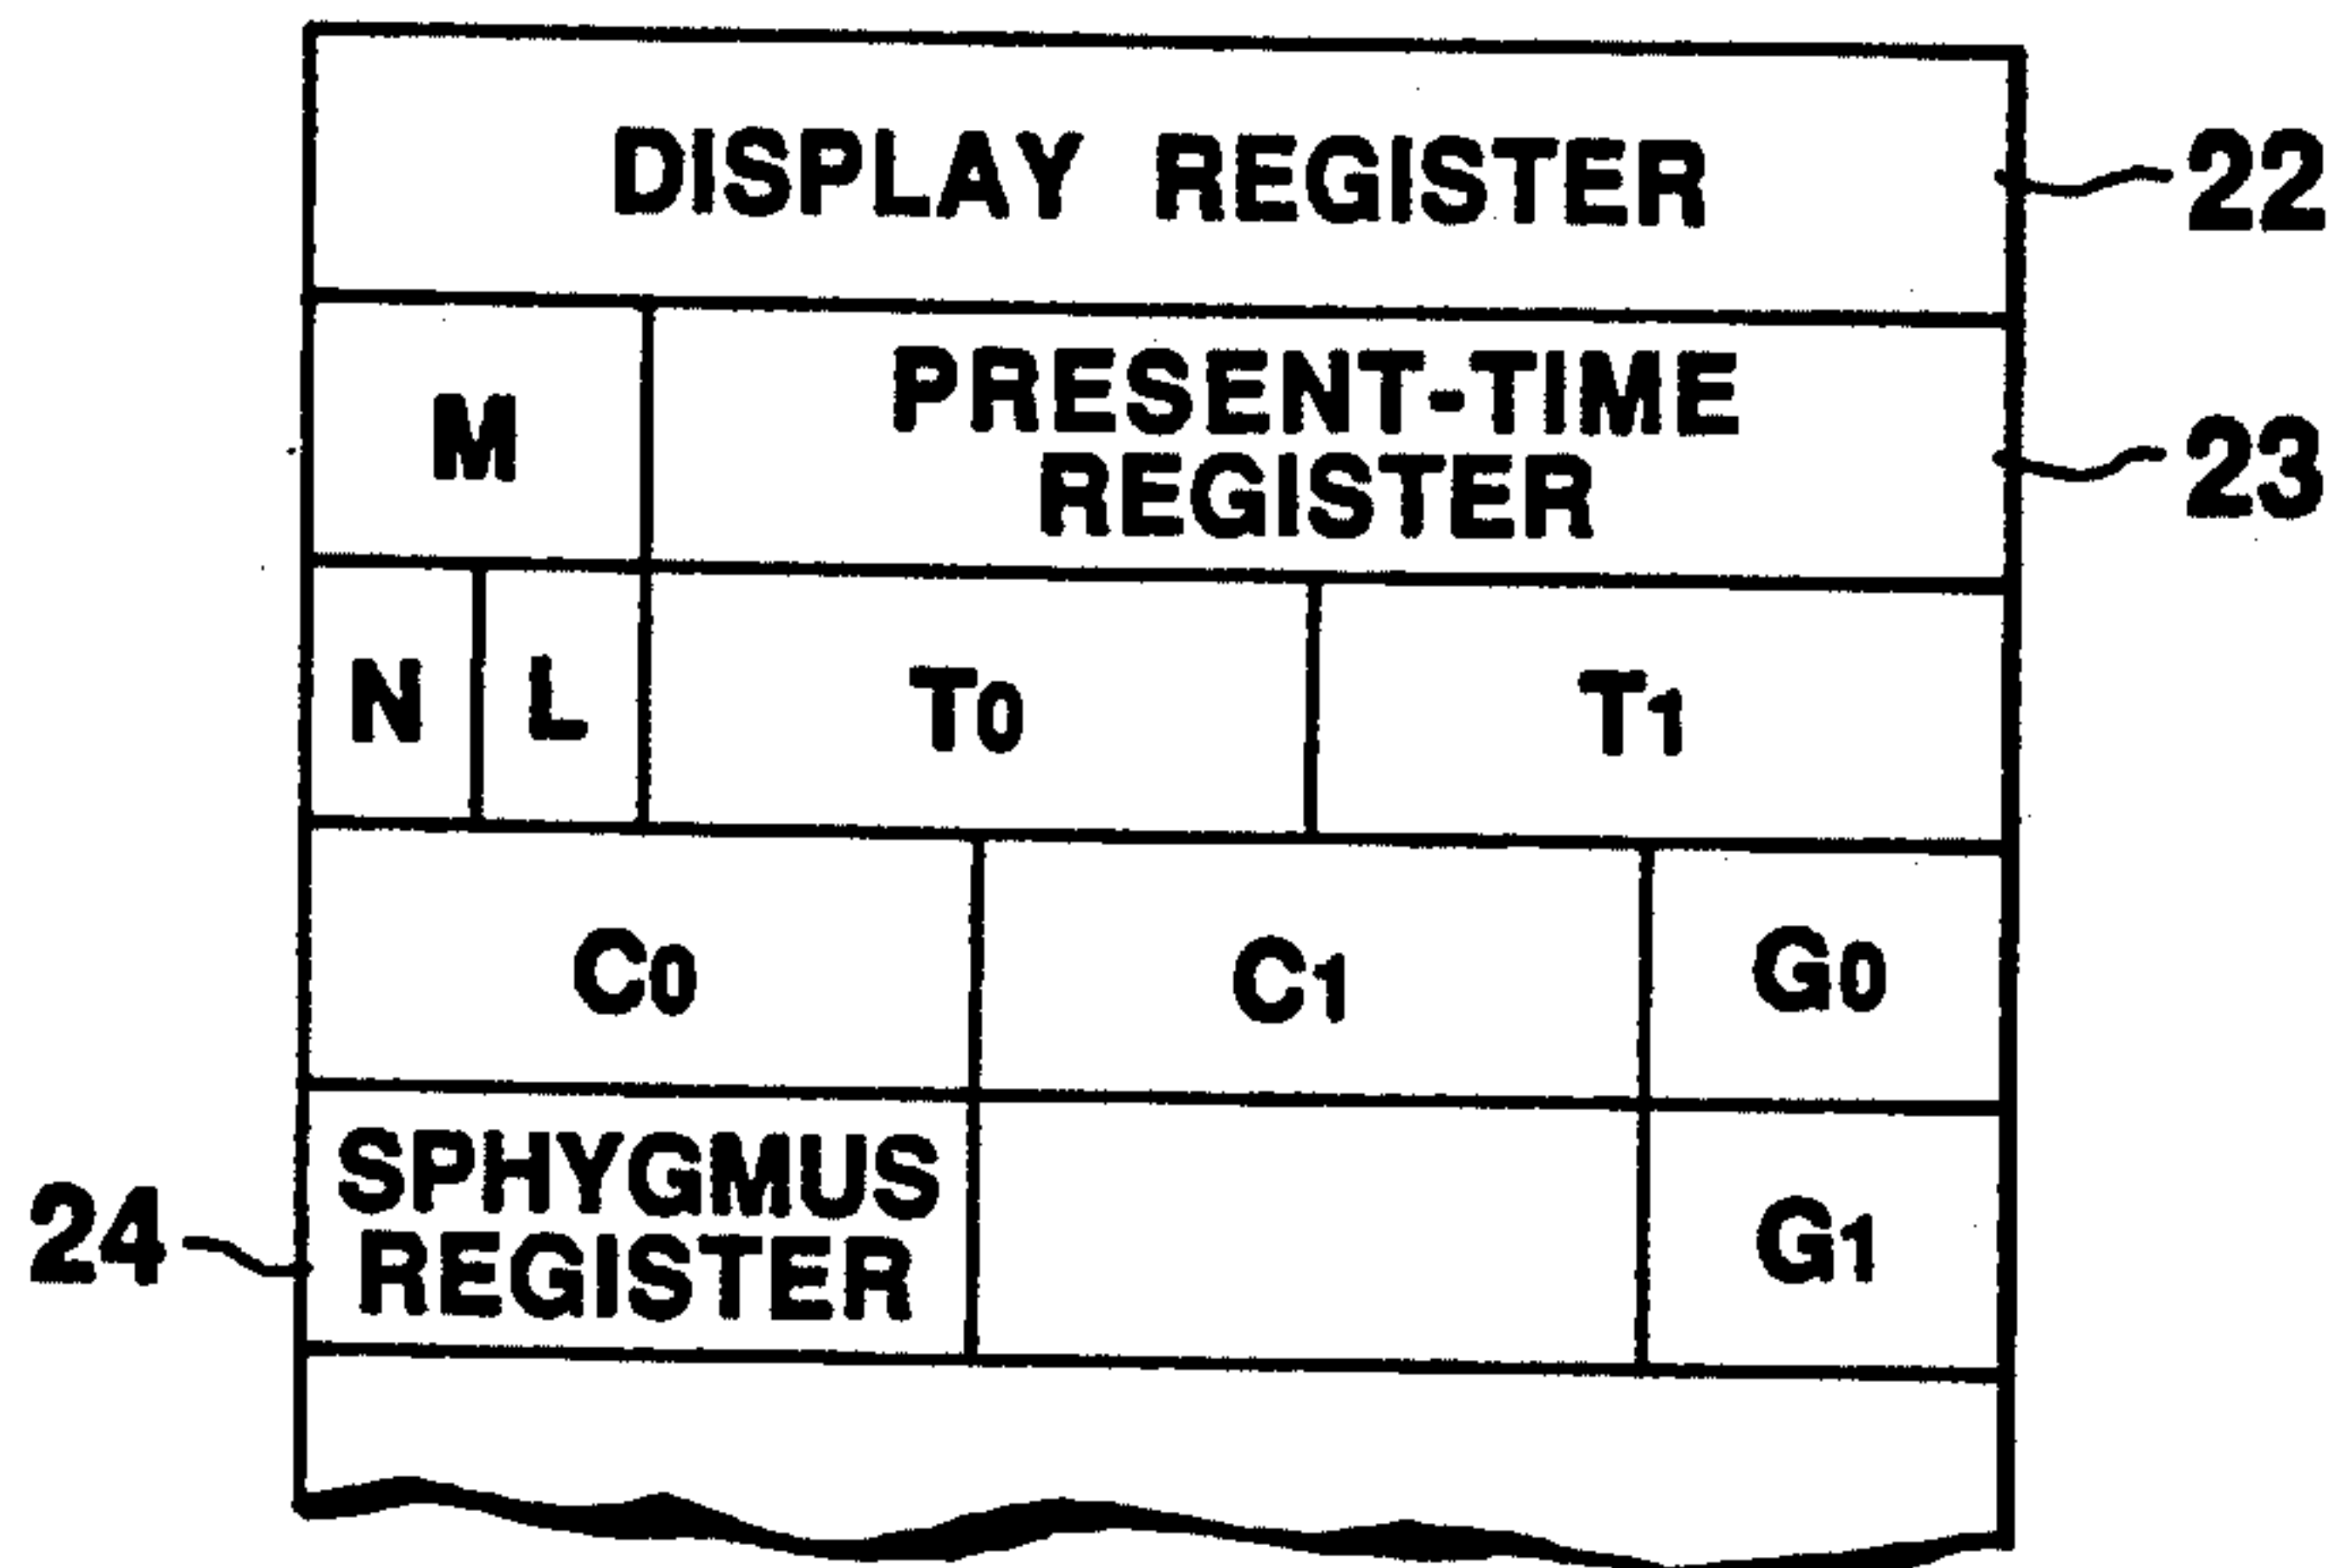 DISPLAY REGISTER
22
M
PRESENT-TIME
REGISTER
23
N
L
T0
T1
C0
C1
G0
24
SPHYGMUS
REGISTER
G1